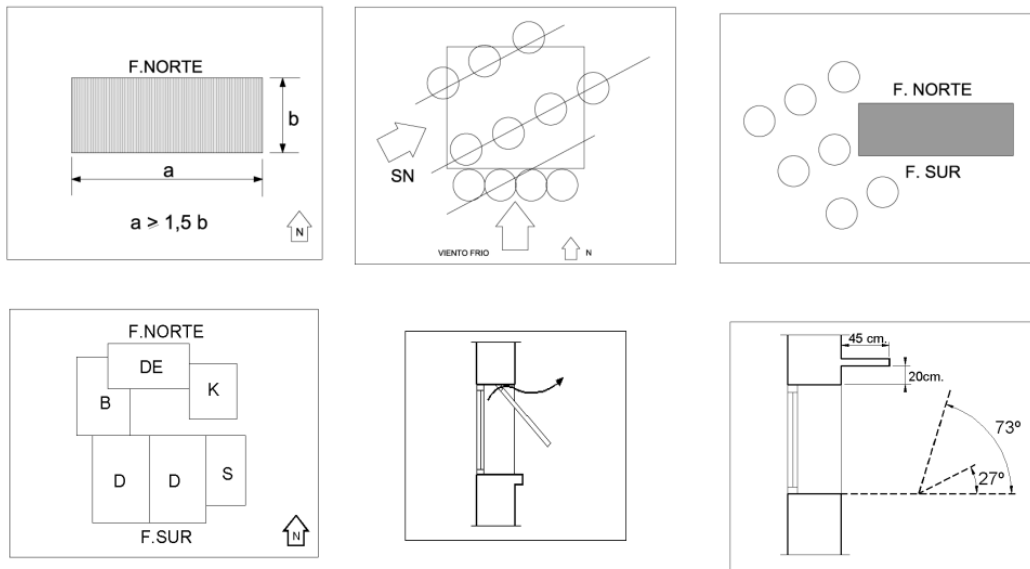 F.NORTE
b
a
a ≥ 1,5 b
N
SN
VIENTO FRIO
N
F. NORTE
F. SUR
F.NORTE
DE
B
K
D
D
S
F.SUR
N
45 cm.
20cm.
73º
27º